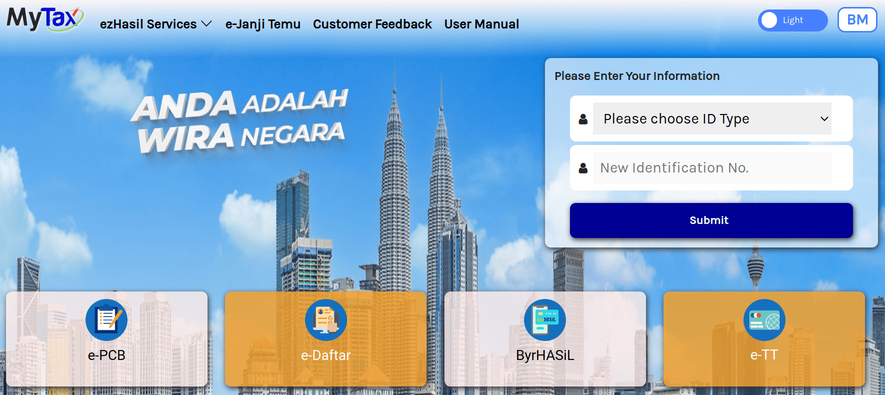 MyTax
ezHasil Services
e-Janji Temu
Customer Feedback
User Manual
Light
BM
ANDA ADALAH
WIRA NEGARA
Please Enter Your Information
Please choose ID Type
New Identification No.
Submit
e-PCB
e-Daftar
ByrHASiL
e-TT